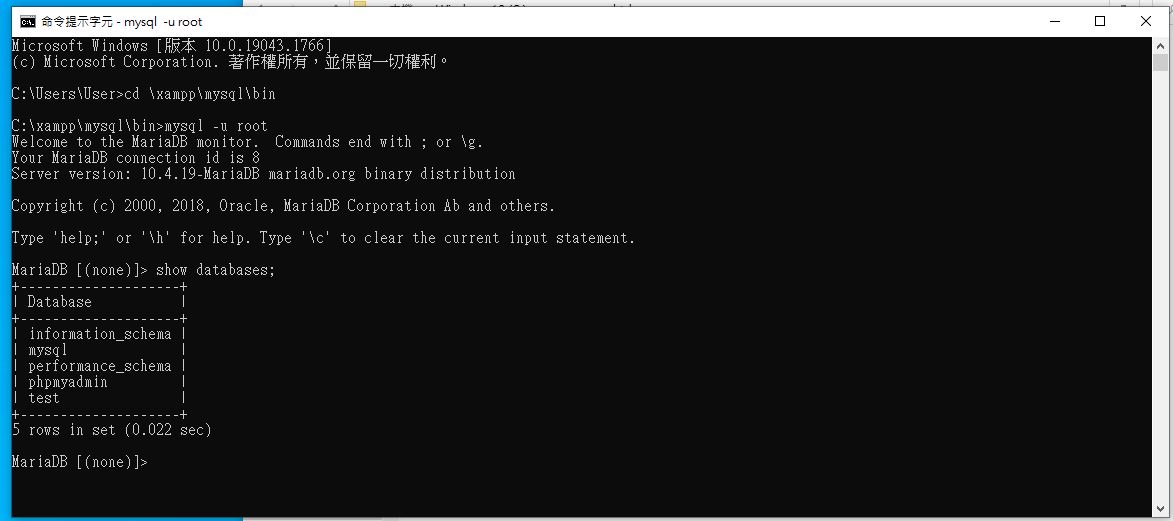 命令提示字元 - mysql -u root
Microsoft Windows [版本 10.0.19043.1766]
(c) Microsoft Corporation. 著作權所有，並保留一切權利。
C:\Users\User>cd \xampp\mysql\bin
C:\xampp\mysql\bin>mysql -u root
Welcome to the MariaDB monitor.  Commands end with ; or \g.
Your MariaDB connection id is 8
Server version: 10.4.19-MariaDB mariadb.org binary distribution
Copyright (c) 2000, 2018, Oracle, MariaDB Corporation Ab and others.
Type 'help;' or '\h' for help. Type '\c' to clear the current input statement.
MariaDB [(none)]> show databases;
+--------------------+
| Database           |
+--------------------+
| information_schema |
| mysql              |
| performance_schema |
| phpmyadmin         |
| test               |
+--------------------+
5 rows in set (0.022 sec)
MariaDB [(none)]>